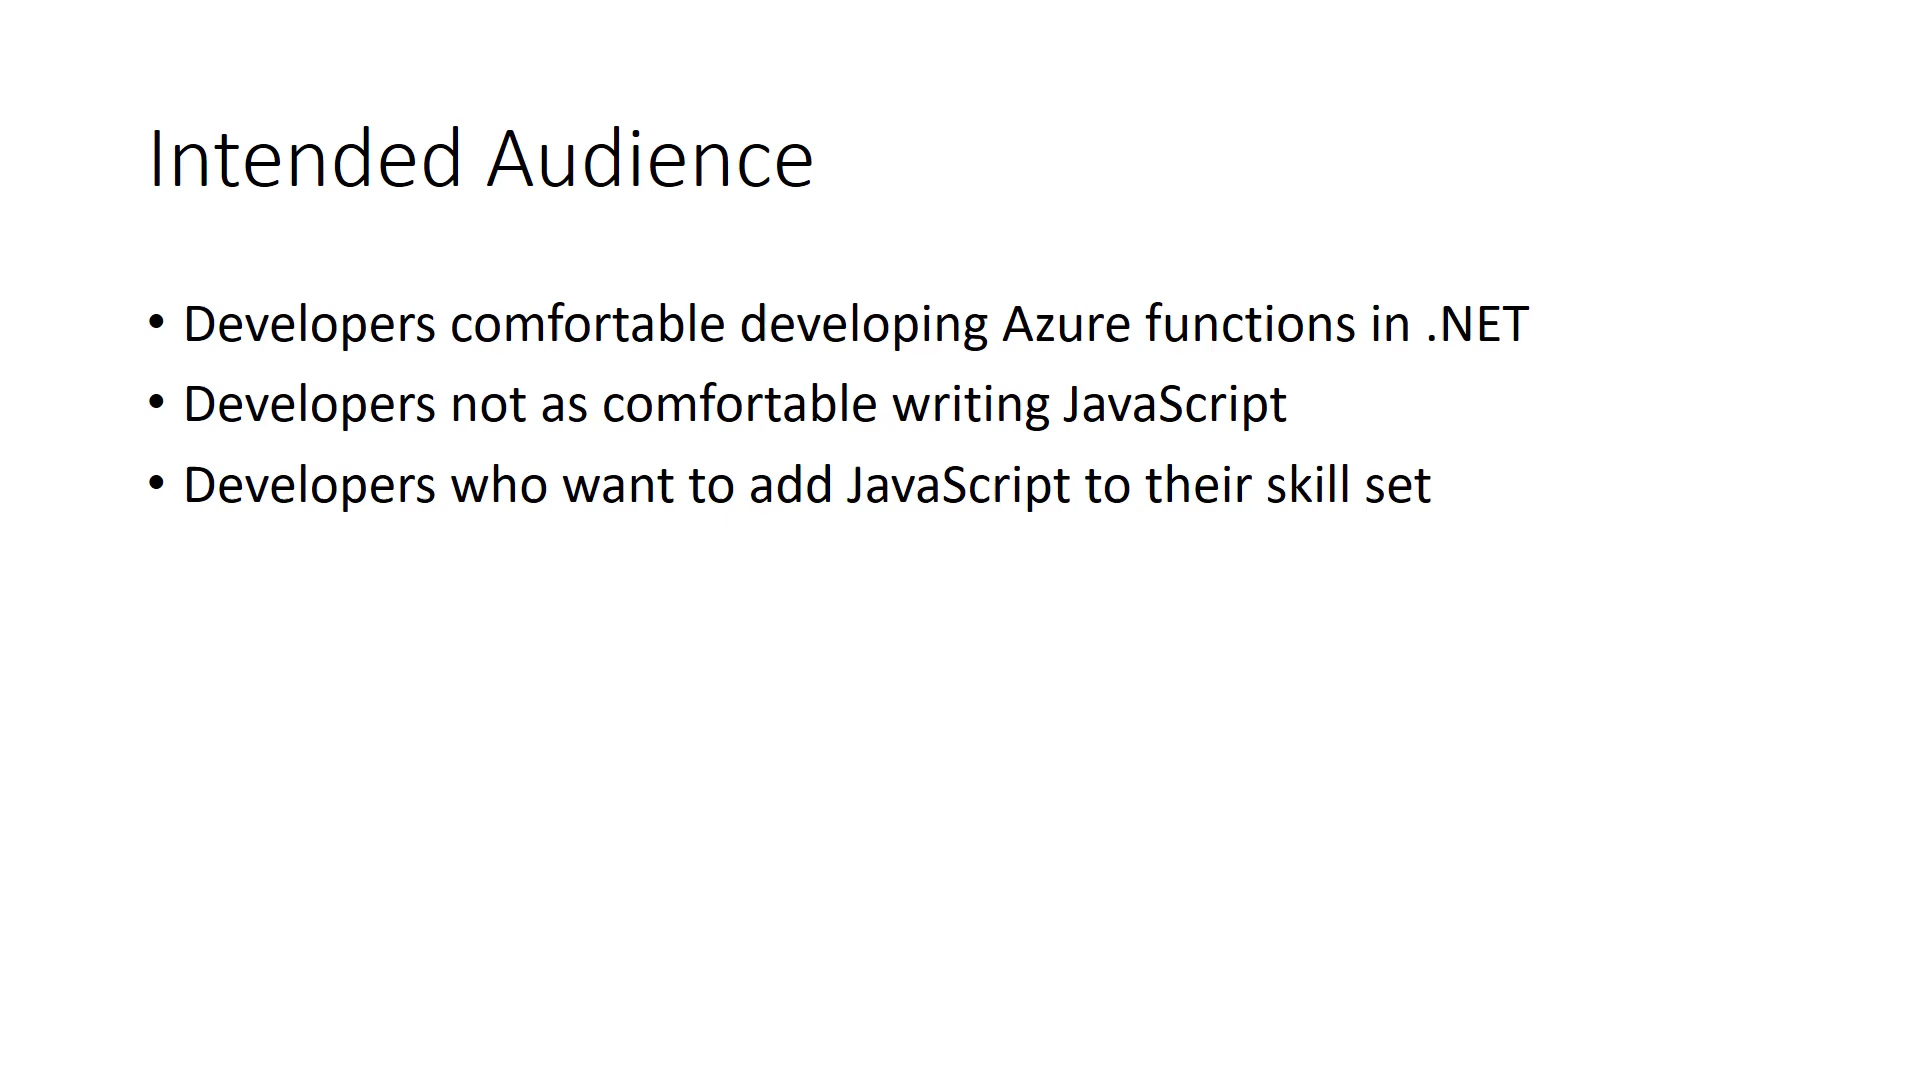 Intended Audience
• Developers comfortable developing Azure functions in .NET
• Developers not as comfortable writing JavaScript
• Developers who want to add JavaScript to their skill set